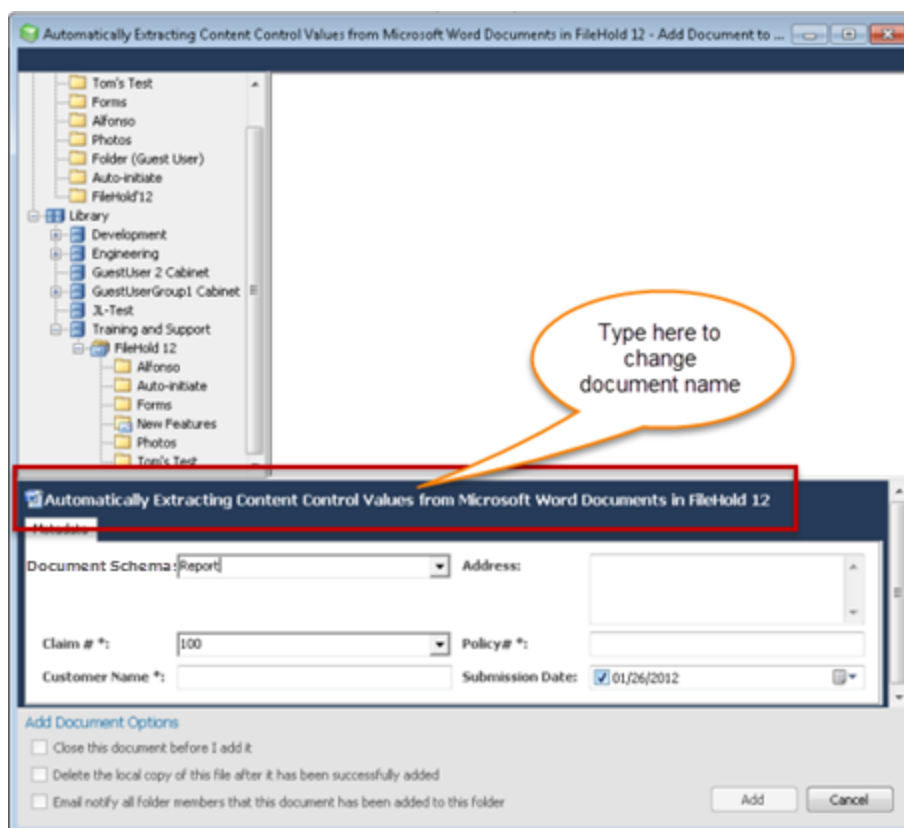 Automatically Extracting Content Control Values from Microsoft Word Documents in FileHold 12 - Add Document to ...
Tom's Test
Forms
Alfonso
Photos
Folder (Guest User)
Auto-initiate
FileHold'12
Library
Development
Engineering
GuestUser 2 Cabinet
GuestUserGroup1 Cabinet
JL-Test
Training and Support
FileHold 12
Alfonso
Auto-initiate
Forms
New Features
Photos
Tom's Test
Type here to
change
document name
Automatically Extracting Content Control Values from Microsoft Word Documents in FileHold 12
Metadata
Document Schema: Report Address:
Claim # *: 100 Policy# *:
Customer Name *: Submission Date: 01/26/2012
Add Document Options
Close this document before I add it
Delete the local copy of this file after it has been successfully added
Email notify all folder members that this document has been added to this folder
Add Cancel